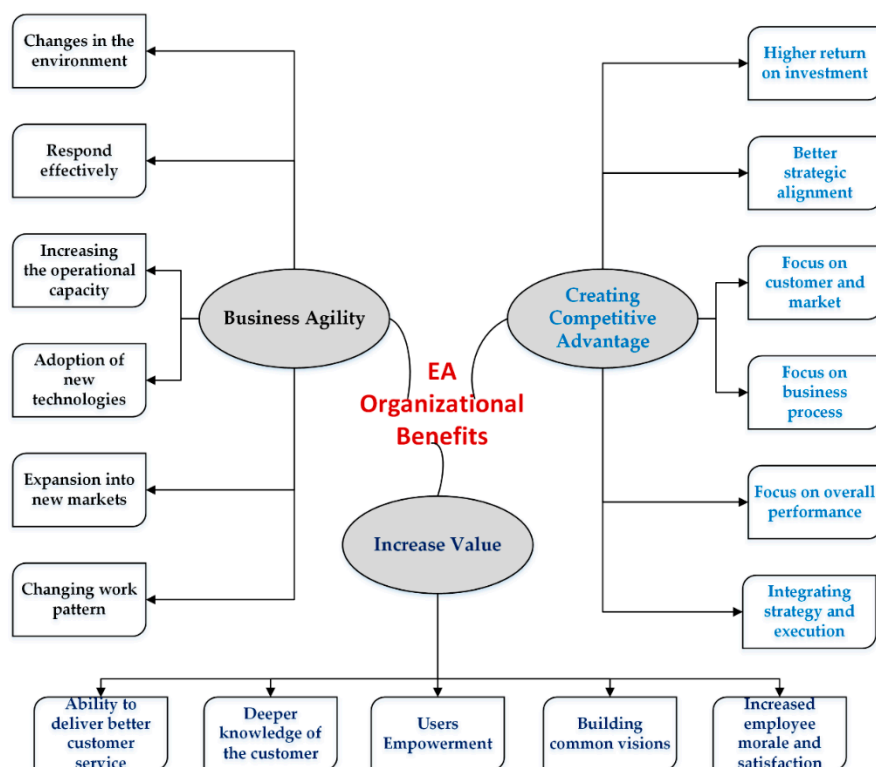 Changes in the
environment
Respond
effectively
Increasing
the operational
capacity
Adoption of
new
technologies
Expansion into
new markets
Changing work
pattern
Business Agility
EA
Organizational
Benefits
Creating
Competitive
Advantage
Higher return
on investment
Better
strategic
alignment
Focus on
customer and
market
Focus on
business
process
Focus on overall
performance
Integrating
strategy and
execution
Increase Value
Ability to
deliver better
customer
service
Deeper
knowledge of
the customer
Users
Empowerment
Building
common visions
Increased
employee
morale and
satisfaction